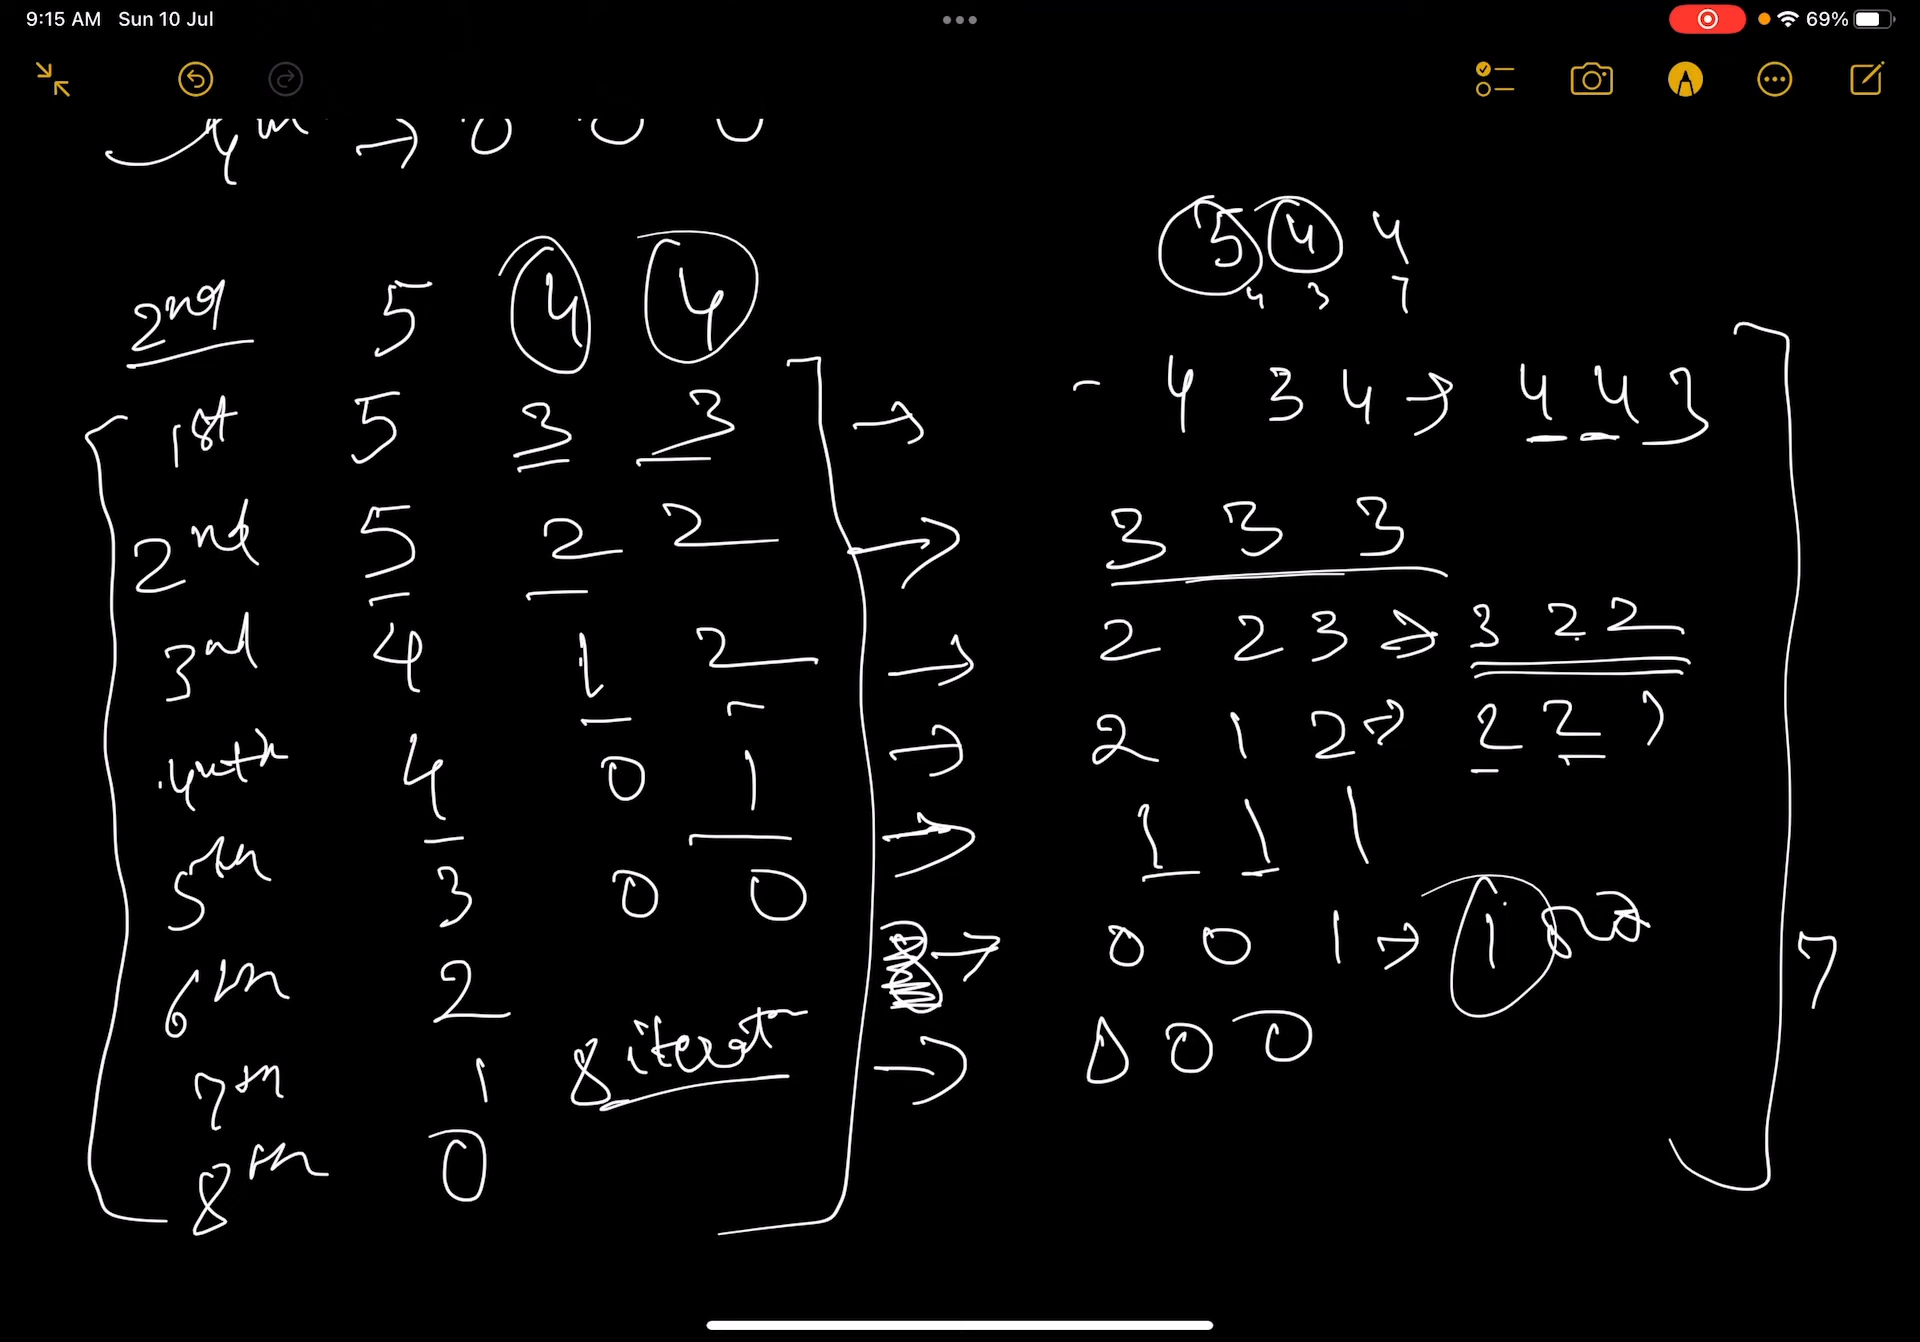 9:15 AM Sun 10 Jul
69%
4th → 0 0 0
5 4 4
4 3 7
2nd 5 4 4
1st 5 3 3 → - 4 3 4 → 4 4 3
2nd 5 2 2 → 3 3 3
3rd 4 1 2 → 2 2 3 → 3 2 2
4uth 4 0 1 → 2 1 2 → 2 2 1
5th 3 0 0 → 1 1 1
6th 2 → 0 0 1 → 1
7th 1 8 iterat → 0 0 0
8th 0
7